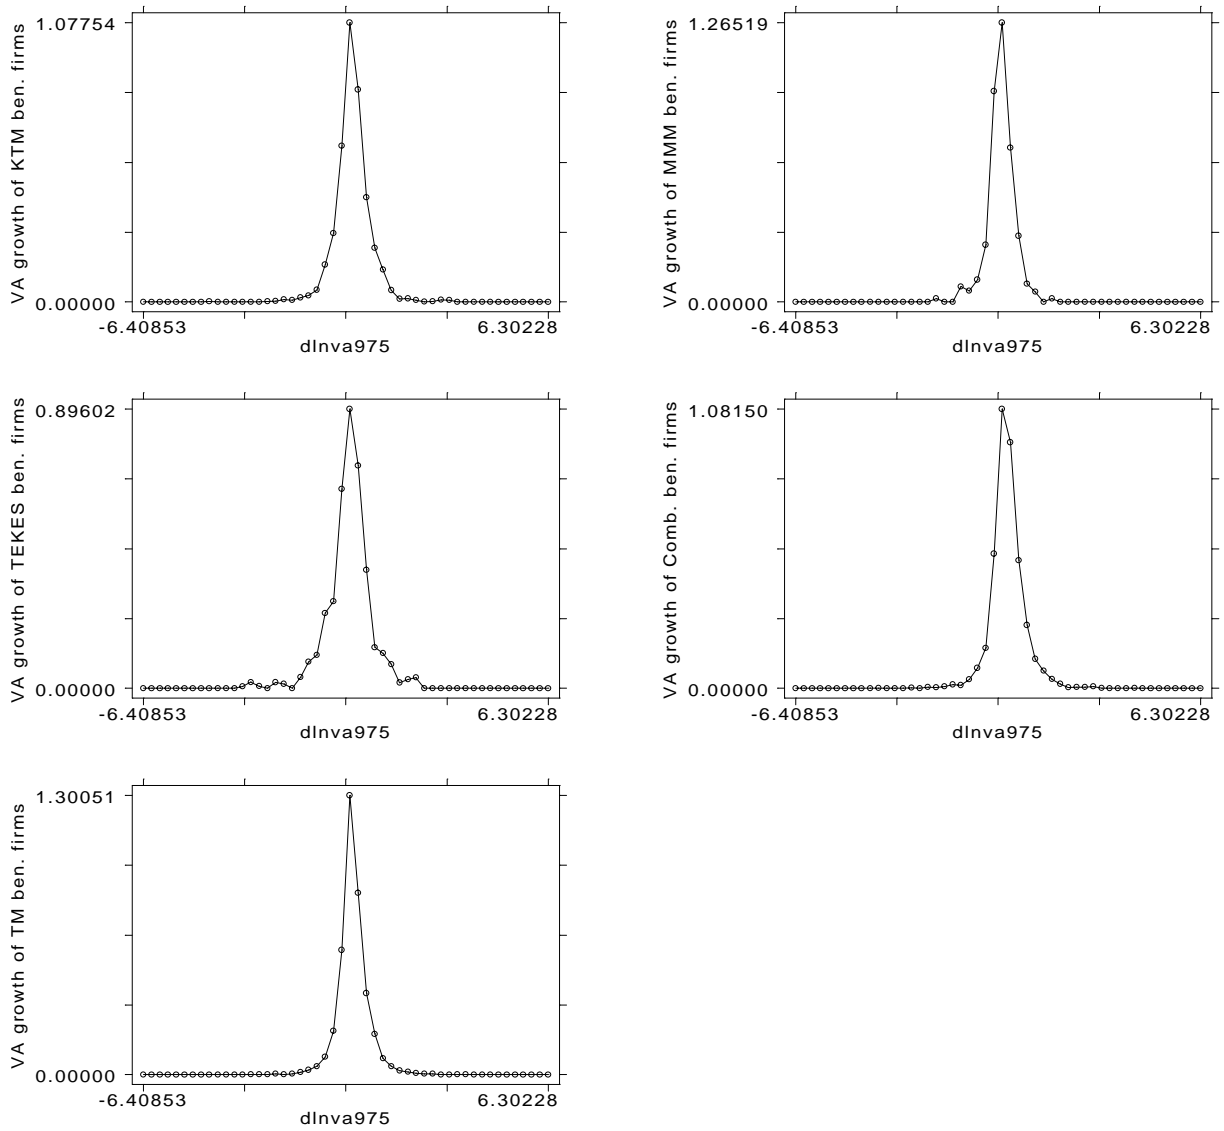 VA growth of KTM ben. firms
1.07754
0.00000
-6.40853
6.30228
dlnva975
VA growth of MMM ben. firms
1.26519
0.00000
-6.40853
6.30228
dlnva975
VA growth of TEKES ben. firms
0.89602
0.00000
-6.40853
6.30228
dlnva975
VA growth of Comb. ben. firms
1.08150
0.00000
-6.40853
6.30228
dlnva975
VA growth of TM ben. firms
1.30051
0.00000
-6.40853
6.30228
dlnva975